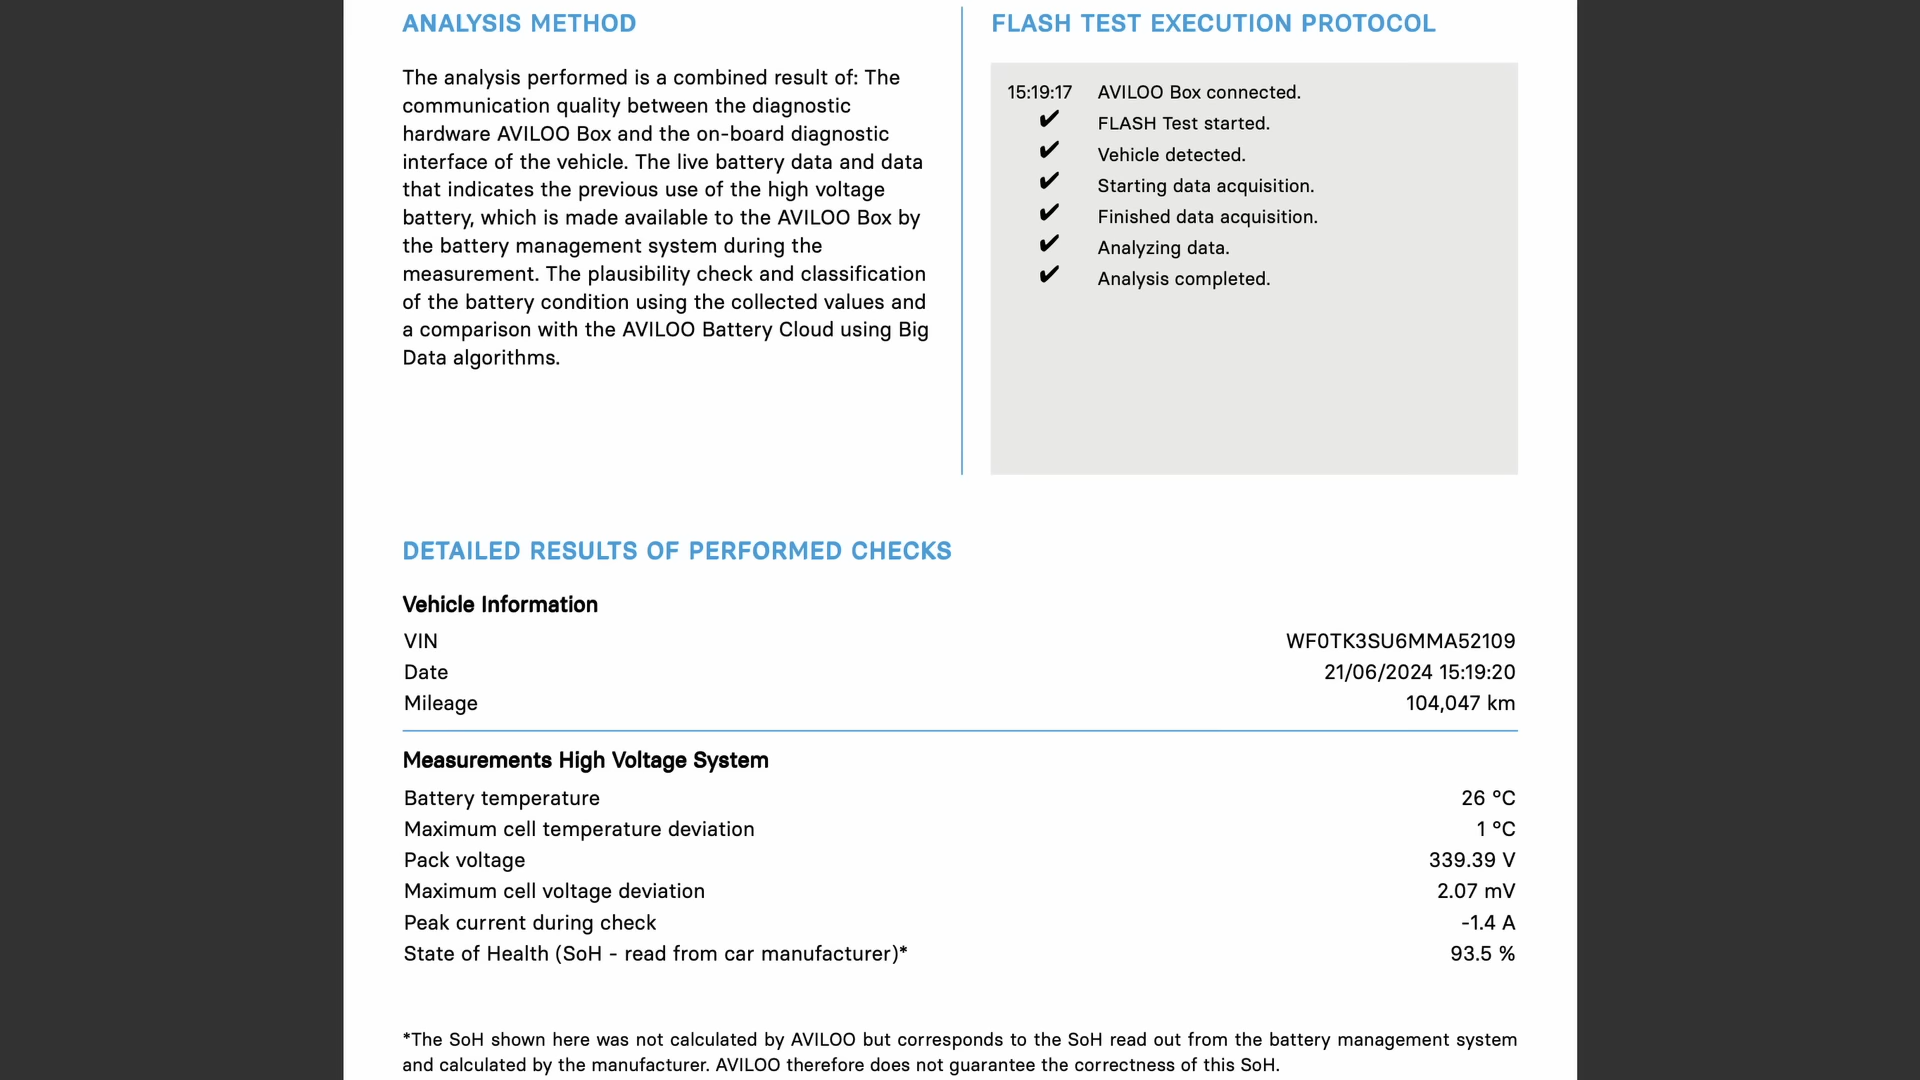 ANALYSIS METHOD
The analysis performed is a combined result of: The
communication quality between the diagnostic
hardware AVILOO Box and the on-board diagnostic
interface of the vehicle. The live battery data and data
that indicates the previous use of the high voltage
battery, which is made available to the AVILOO Box by
the battery management system during the
measurement. The plausibility check and classification
of the battery condition using the collected values and
a comparison with the AVILOO Battery Cloud using Big
Data algorithms.
FLASH TEST EXECUTION PROTOCOL
15:19:17 AVILOO Box connected.
✔ FLASH Test started.
✔ Vehicle detected.
✔ Starting data acquisition.
✔ Finished data acquisition.
✔ Analyzing data.
✔ Analysis completed.
DETAILED RESULTS OF PERFORMED CHECKS
Vehicle Information
VIN WF0TK3SU6MMA52109
Date 21/06/2024 15:19:20
Mileage 104,047 km
Measurements High Voltage System
Battery temperature 26 °C
Maximum cell temperature deviation 1 °C
Pack voltage 339.39 V
Maximum cell voltage deviation 2.07 mV
Peak current during check -1.4 A
State of Health (SoH - read from car manufacturer)* 93.5 %
*The SoH shown here was not calculated by AVILOO but corresponds to the SoH read out from the battery management system
and calculated by the manufacturer. AVILOO therefore does not guarantee the correctness of this SoH.